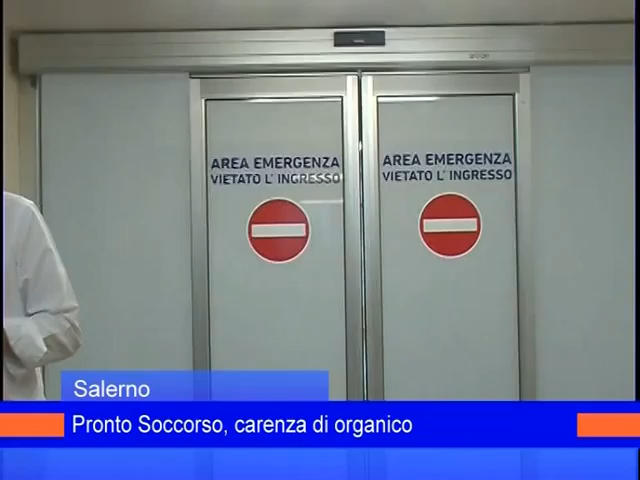 AREA EMERGENZA
VIETATO L' INGRESSO
AREA EMERGENZA
VIETATO L' INGRESSO
Salerno
Pronto Soccorso, carenza di organico